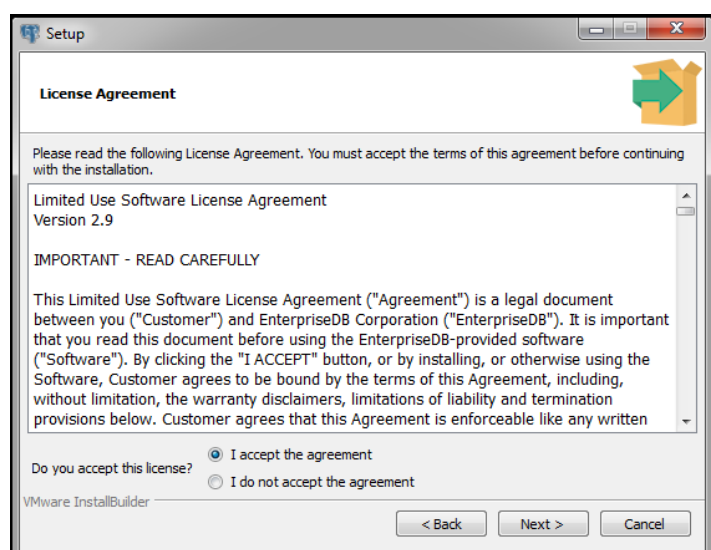 Setup
License Agreement
Please read the following License Agreement. You must accept the terms of this agreement before continuing
with the installation.
Limited Use Software License Agreement
Version 2.9
IMPORTANT - READ CAREFULLY
This Limited Use Software License Agreement ("Agreement") is a legal document
between you ("Customer") and EnterpriseDB Corporation ("EnterpriseDB"). It is important
that you read this document before using the EnterpriseDB-provided software
("Software"). By clicking the "I ACCEPT" button, or by installing, or otherwise using the
Software, Customer agrees to be bound by the terms of this Agreement, including,
without limitation, the warranty disclaimers, limitations of liability and termination
provisions below. Customer agrees that this Agreement is enforceable like any written
Do you accept this license?
I accept the agreement
I do not accept the agreement
VMware InstallBuilder
< Back Next > Cancel